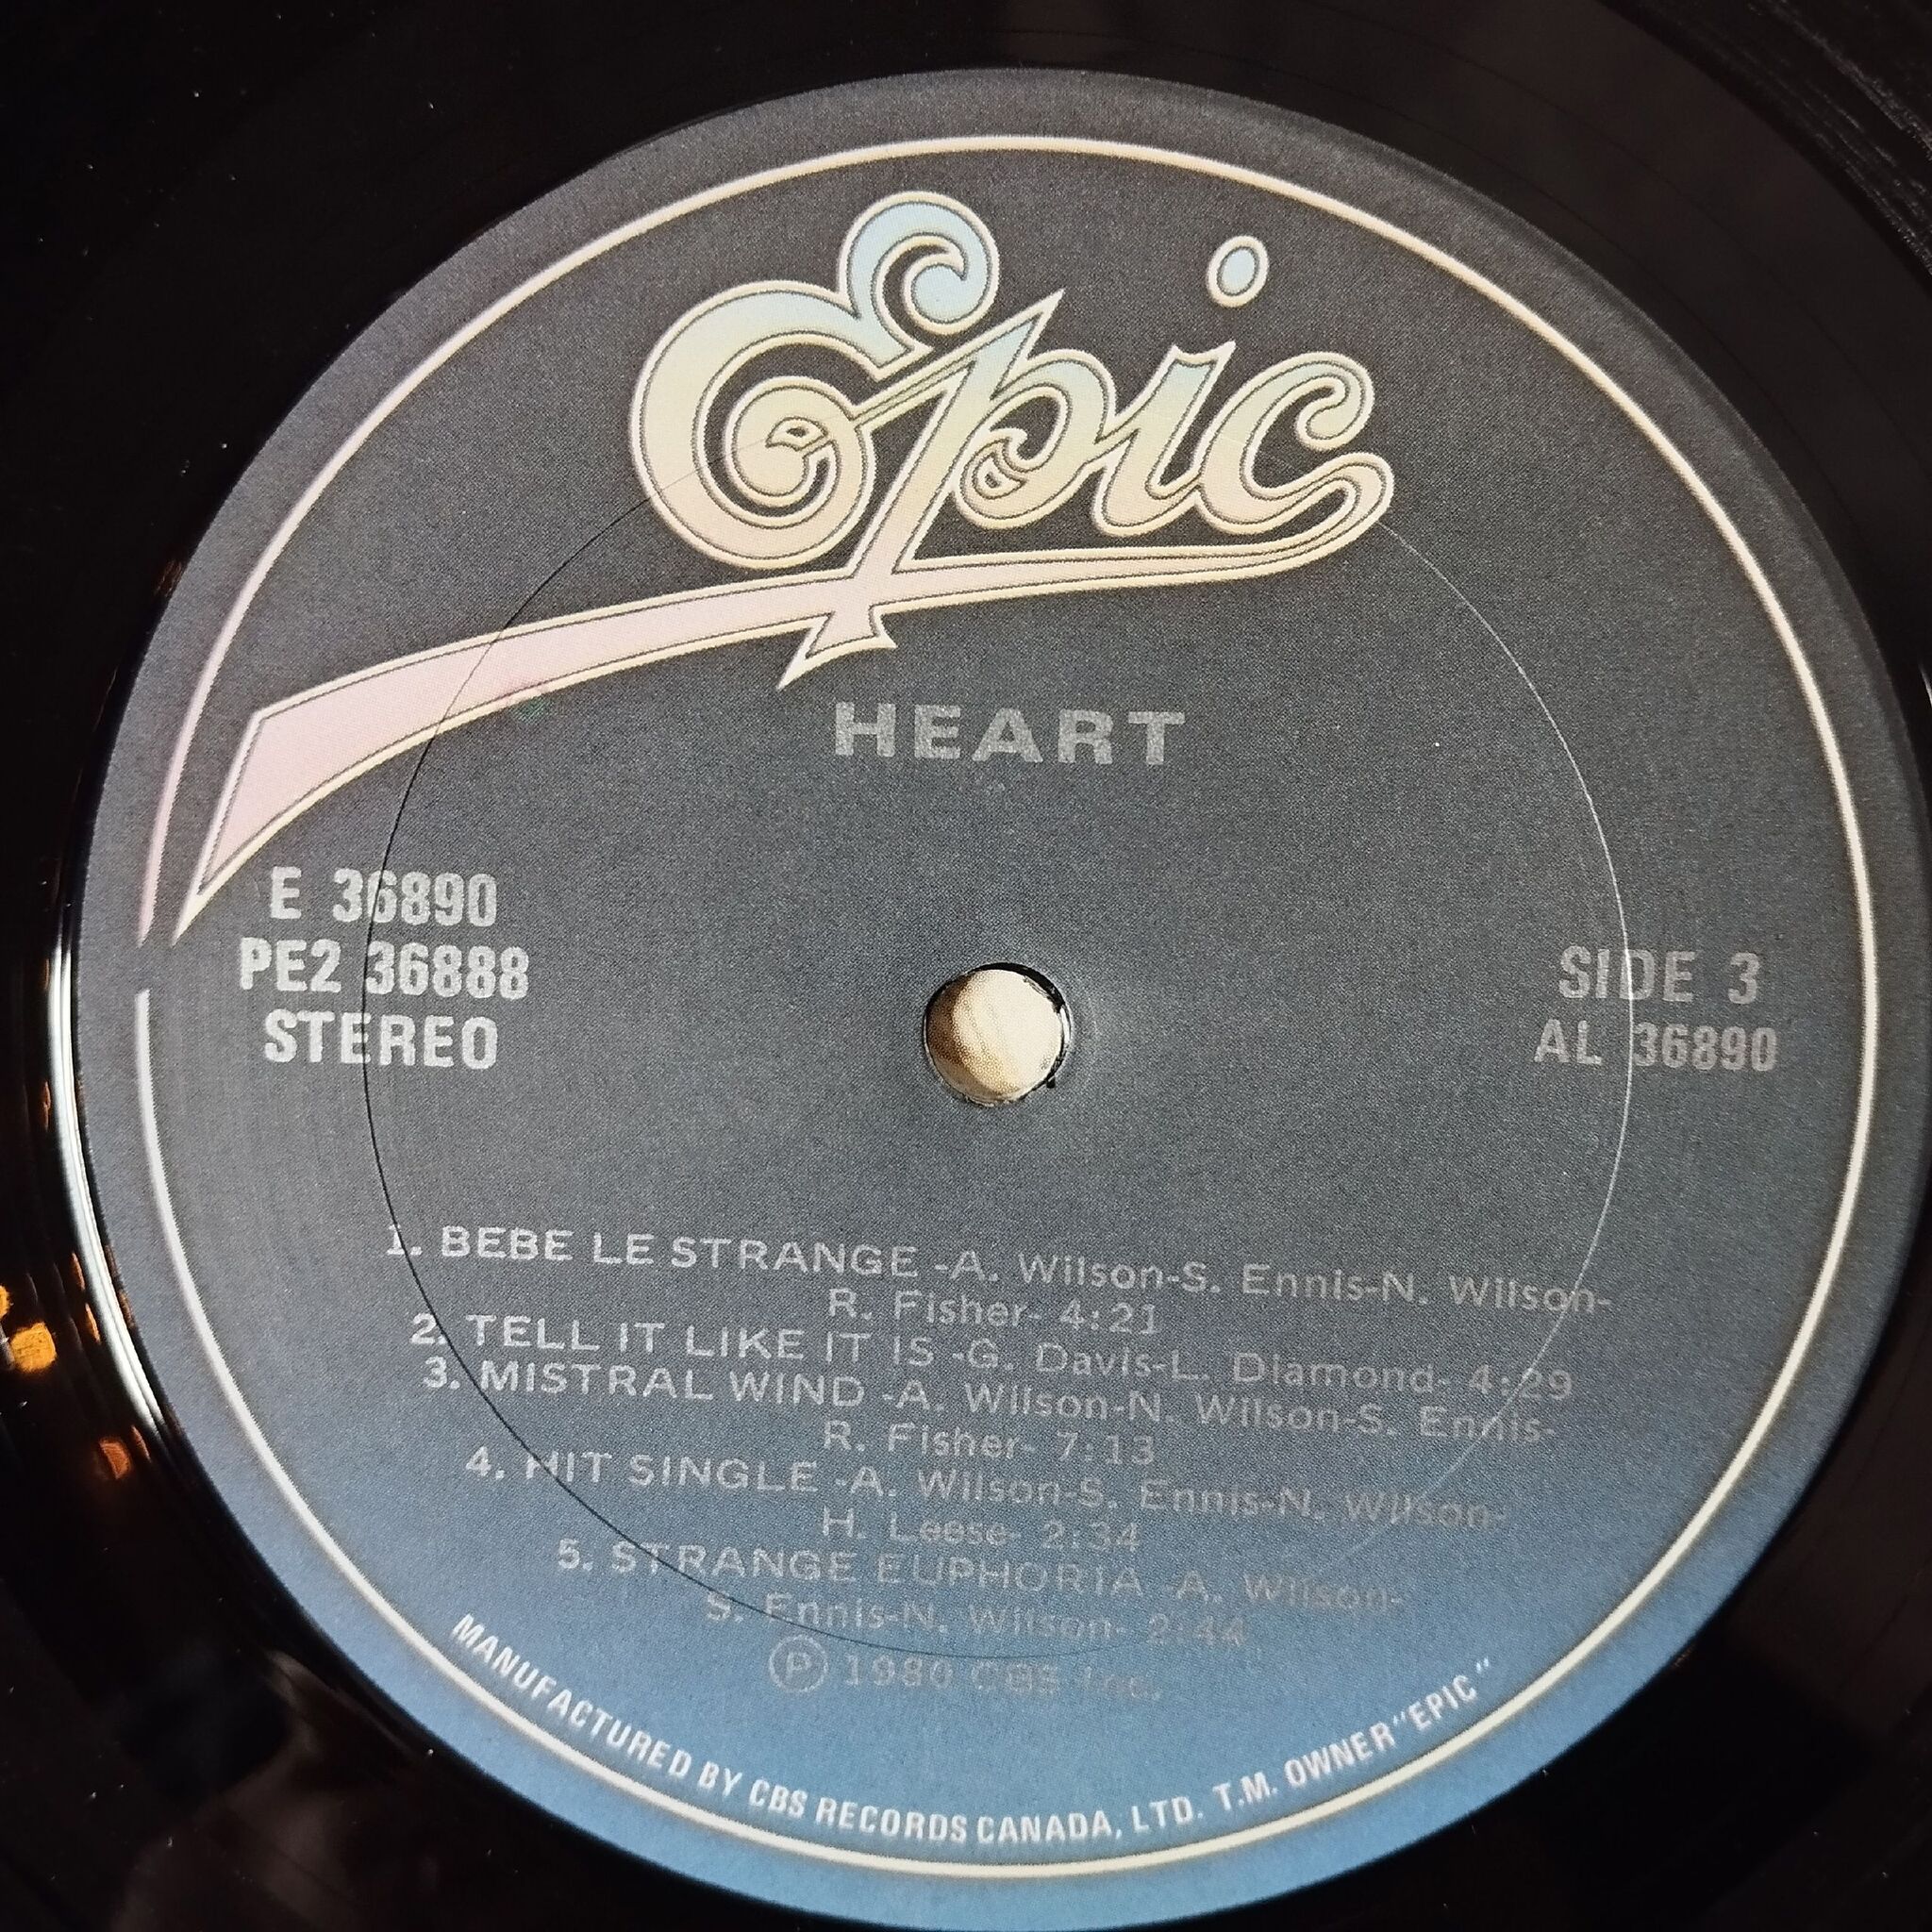 Epic
HEART
E 36890
PE2 36888
STEREO
SIDE 3
AL 36890
1. BEBE LE STRANGE -A. Wilson-S. Ennis-N. Wilson-
R. Fisher- 4:21
2. TELL IT LIKE IT IS -G. Davis-L. Diamond- 4:29
3. MISTRAL WIND -A. Wilson-N. Wilson-S. Ennis-
R. Fisher- 7:13
4. HIT SINGLE -A. Wilson-S. Ennis-N. Wilson-
H. Leese- 2:34
5. STRANGE EUPHORIA -A. Wilson-
S. Ennis-N. Wilson- 2:44
Ⓟ 1980 CBS Inc.
MANUFACTURED BY CBS RECORDS CANADA, LTD. T.M. OWNER "EPIC"